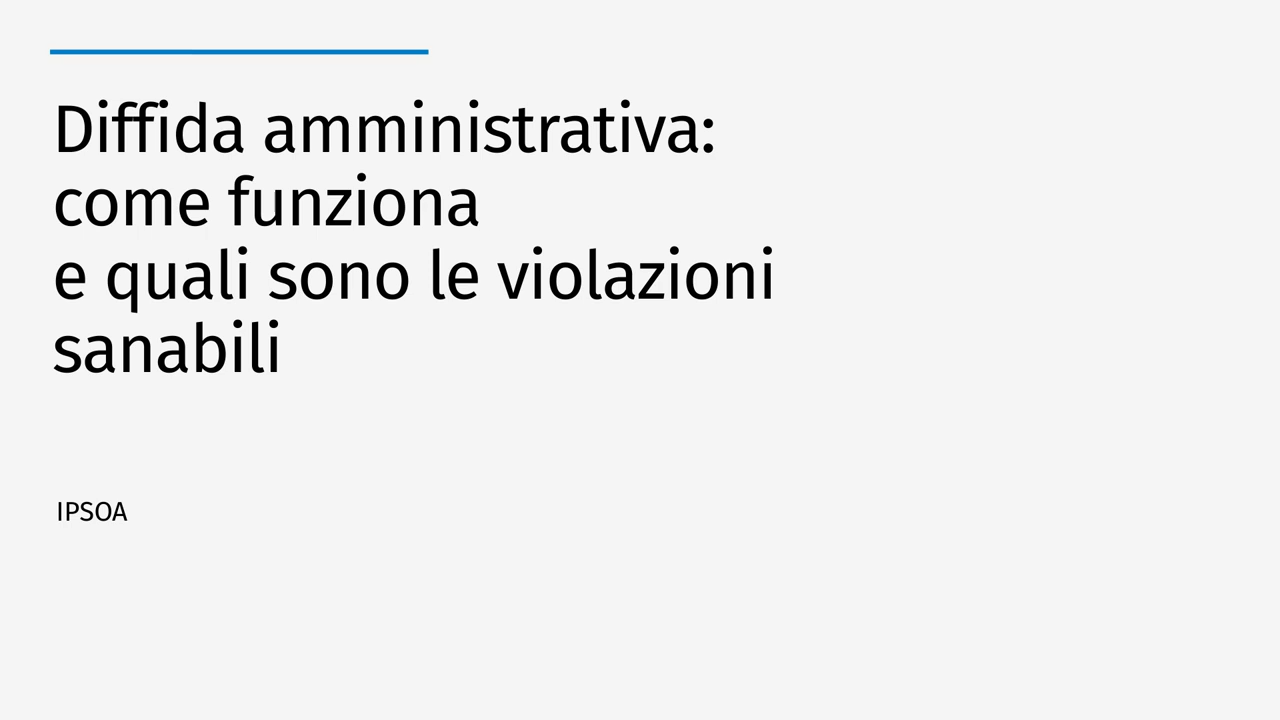 Diffida amministrativa:
come funziona
e quali sono le violazioni
sanabili
IPSOA